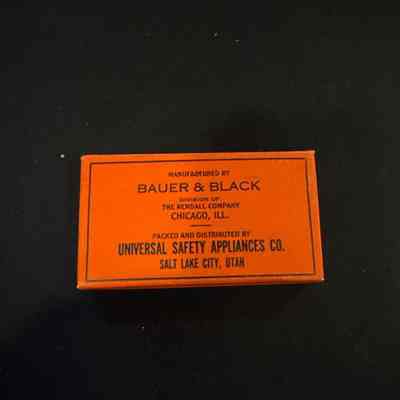 MANUFACTURED BY
BAUER & BLACK
DIVISION OF
THE KENDALL COMPANY
CHICAGO, ILL.
PACKED AND DISTRIBUTED BY
UNIVERSAL SAFETY APPLIANCES CO.
SALT LAKE CITY, UTAH